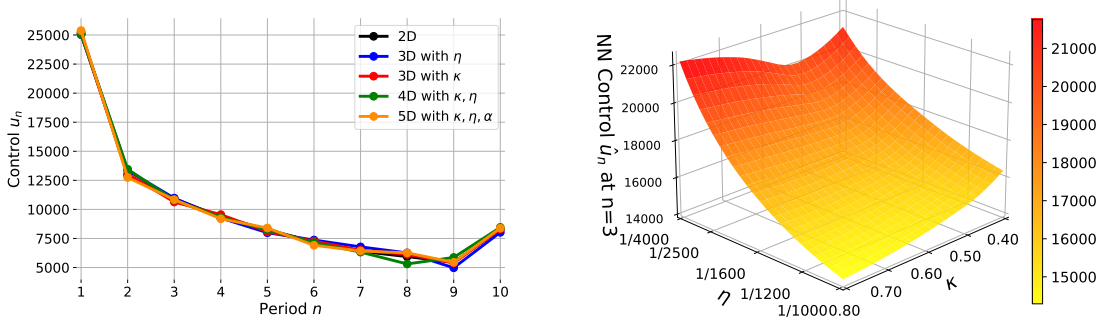 25000
22500
20000
17500
15000
12500
10000
7500
5000
Control uₙ
1 2 3 4 5 6 7 8 9 10
Period n
2D
3D with η
3D with κ
4D with κ, η
5D with κ, η, α
NN Control ûₙ at n=3
22000
20000
18000
16000
14000
1/4000
1/2500
1/1600
1/1200
1/1000
η
0.80
0.70
0.60
0.50
0.40
κ
21000
20000
19000
18000
17000
16000
15000